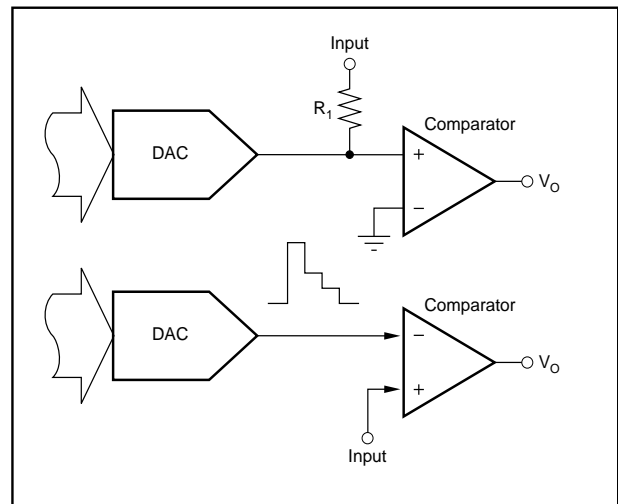 Input
R1
Comparator
DAC
+
−
VO
Comparator
DAC
−
VO
+
Input